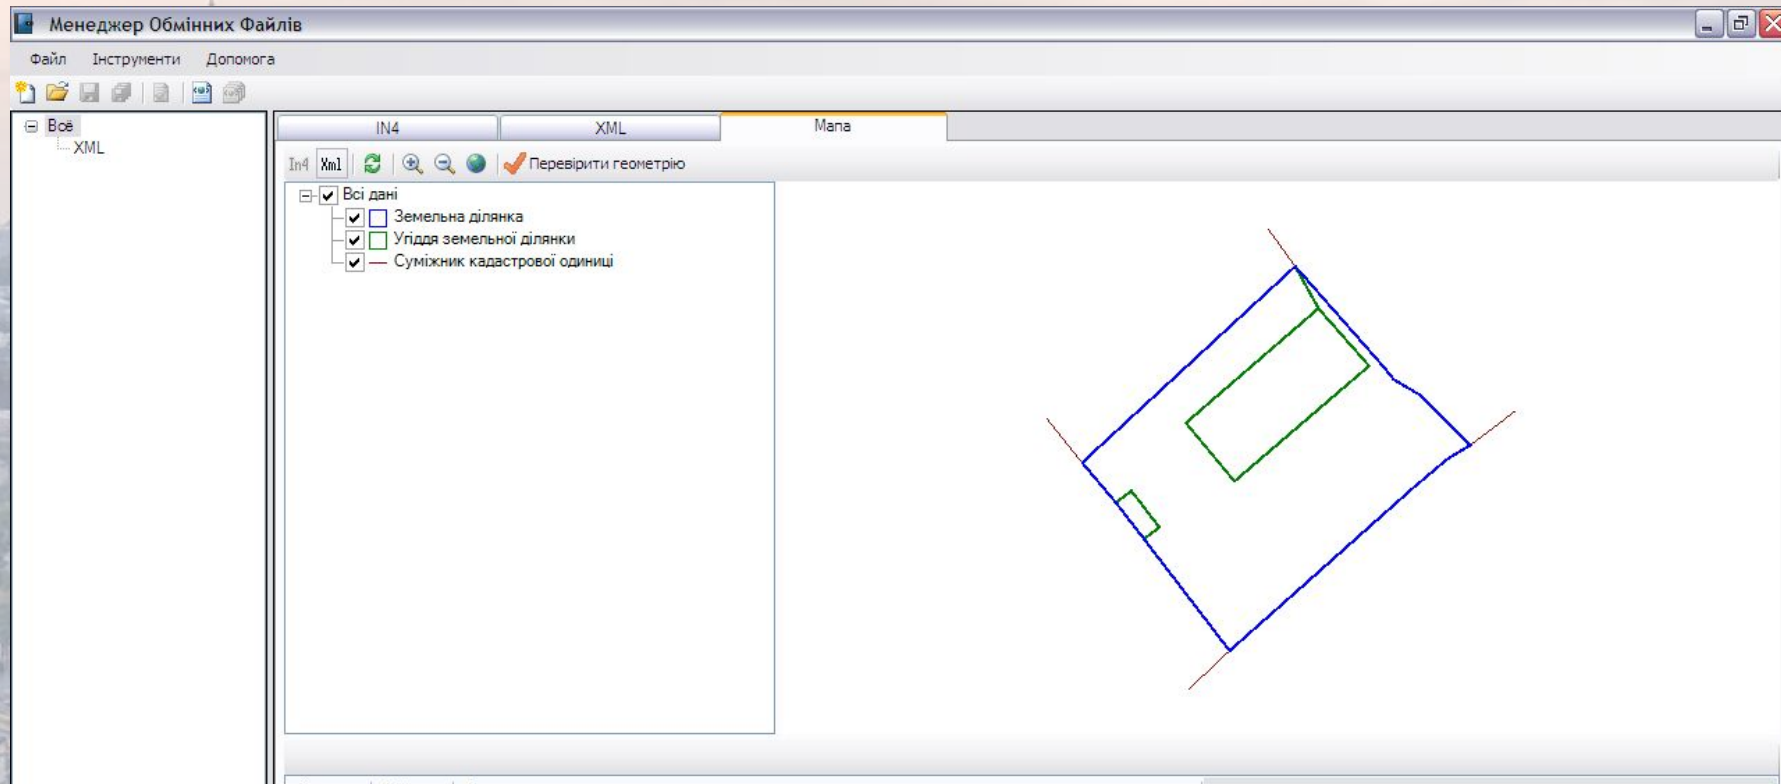 Менеджер Обмінних Файлів
Файл Інструменти Допомога
Всё
XML
IN4 XML Мапа
In4 Xml Перевірити геометрію
Всі дані
Земельна ділянка
Угіддя земельної ділянки
Суміжник кадастрової одиниці